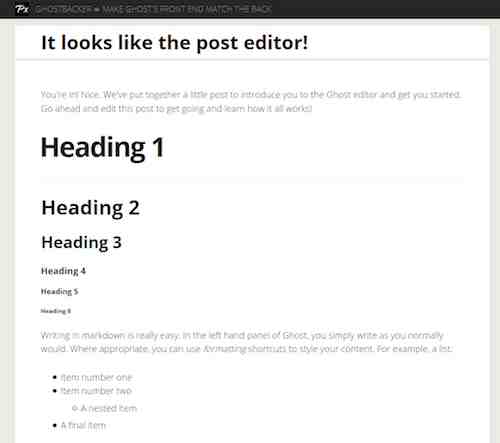 Px GHOSTBACKER ∞ MAKE GHOST'S FRONT END MATCH THE BACK
It looks like the post editor!
You're in! Nice. We've put together a little post to introduce you to the Ghost editor and get you started.
Go ahead and edit this post to get going and learn how it all works!
Heading 1
Heading 2
Heading 3
Heading 4
Heading 5
Heading 6
Writing in markdown is really easy. In the left hand panel of Ghost, you simply write as you normally
would. Where appropriate, you can use formatting shortcuts to style your content. For example, a list:
Item number one
Item number two
A nested item
A final item